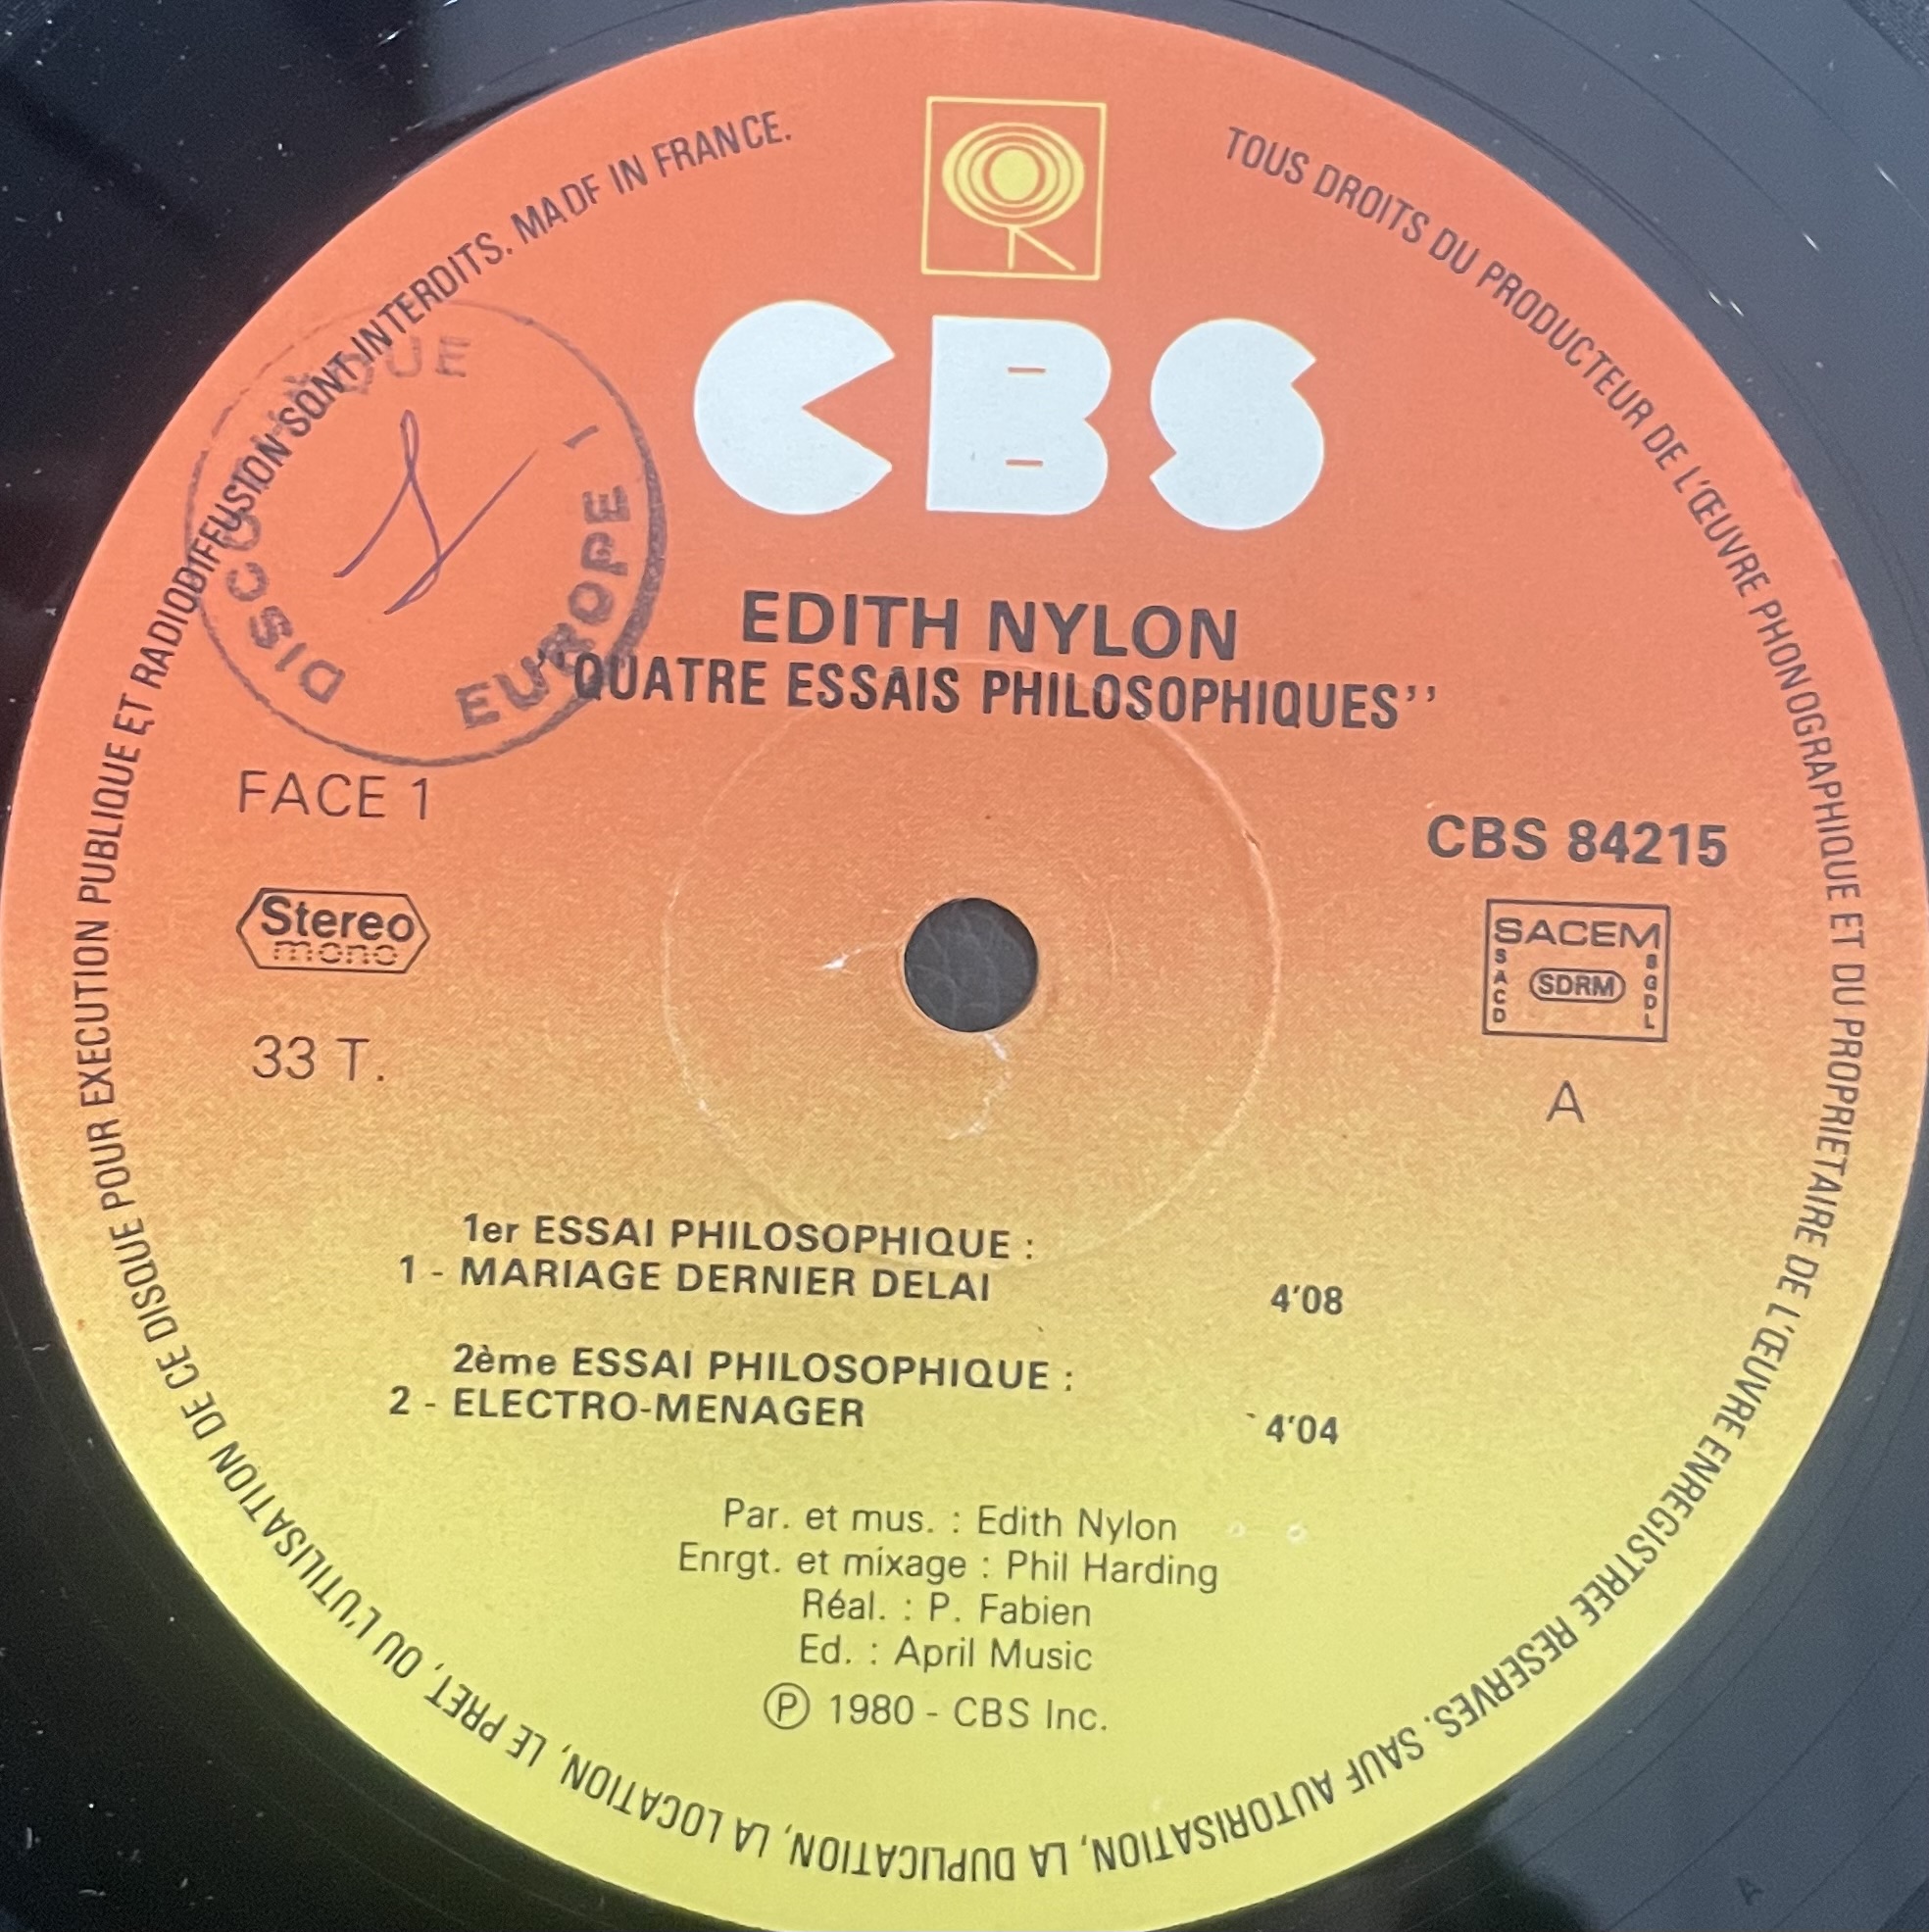 TOUS DROITS DU PRODUCTEUR DE L'ŒUVRE PHONOGRAPHIQUE ET DU PROPRIETAIRE DE L'ŒUVRE ENREGISTREE RESERVES. SAUF AUTORISATION, LA DUPLICATION, LA LOCATION, LE PRET, OU L'UTILISATION DE CE DISQUE POUR EXECUTION PUBLIQUE ET RADIODIFFUSION SONT INTERDITS. MADE IN FRANCE.
CBS
EUROPE 1
EDITH NYLON
"QUATRE ESSAIS PHILOSOPHIQUES"
FACE 1
CBS 84215
Stereo
mono
SACEM
SACD
SDRM
SGDL
33 T.
A
1er ESSAI PHILOSOPHIQUE :
1 - MARIAGE DERNIER DELAI 4'08
2ème ESSAI PHILOSOPHIQUE :
2 - ELECTRO-MENAGER 4'04
Par. et mus. : Edith Nylon
Enrgt. et mixage : Phil Harding
Réal. : P. Fabien
Ed. : April Music
Ⓟ 1980 - CBS Inc.